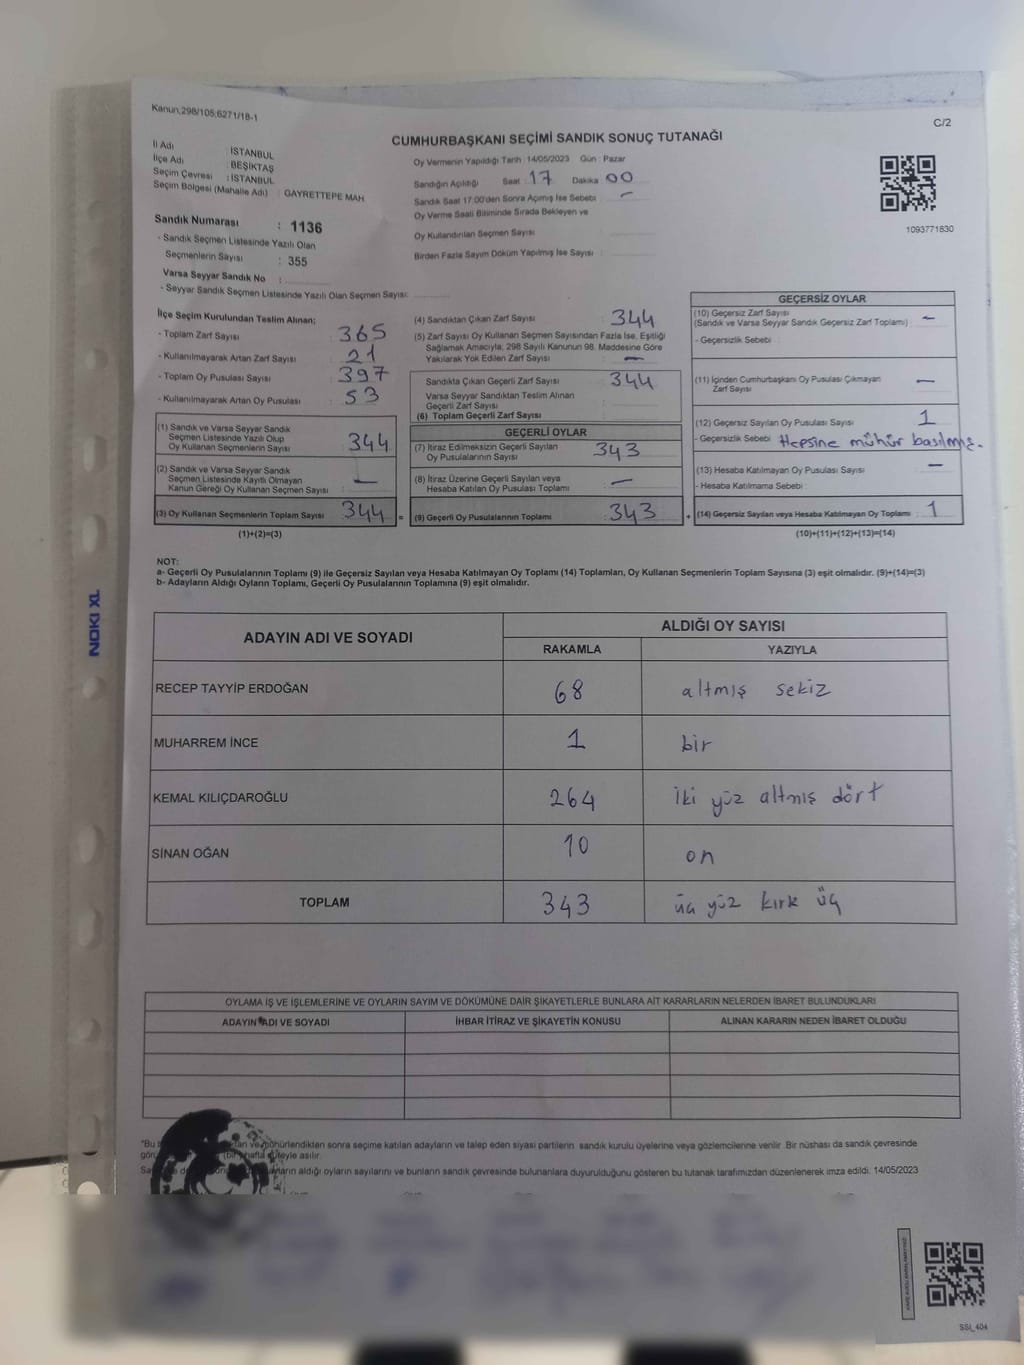 Kanun;298/105;6271/18-1
C/2
CUMHURBAŞKANI SEÇİMİ SANDIK SONUÇ TUTANAĞI
İl Adı : İSTANBUL
İlçe Adı : BEŞİKTAŞ
Seçim Çevresi : İSTANBUL
Seçim Bölgesi (Mahalle Adı) : GAYRETTEPE MAH
Oy Vermenin Yapıldığı Tarih : 14/05/2023 Gün : Pazar
Sandığın Açıldığı Saat : 17 Dakika : 00
Sandık Saat 17:00'den Sonra Açımış İse Sebebi : -
Oy Verme Saati Bitiminde Sırada Bekleyen ve
Oy Kullandırılan Seçmen Sayısı :
Birden Fazla Sayım Döküm Yapılmış İse Sayısı :
1093771830
Sandık Numarası : 1136
- Sandık Seçmen Listesinde Yazılı Olan
Seçmenlerin Sayısı : 355
Varsa Seyyar Sandık No :
- Seyyar Sandık Seçmen Listesinde Yazılı Olan Seçmen Sayısı:
İlçe Seçim Kurulundan Teslim Alınan;
- Toplam Zarf Sayısı : 365
- Kullanılmayarak Artan Zarf Sayısı : 21
- Toplam Oy Pusulası Sayısı : 397
- Kullanılmayarak Artan Oy Pusulası : 53
(1) Sandık ve Varsa Seyyar Sandık
Seçmen Listesinde Yazılı Olup
Oy Kullanan Seçmenlerin Sayısı : 344
(2) Sandık ve Varsa Seyyar Sandık
Seçmen Listesinde Kayıtlı Olmayan
Kanun Gereği Oy Kullanan Seçmen Sayısı : -
(3) Oy Kullanan Seçmenlerin Toplam Sayısı : 344 =
(1)+(2)=(3)
(4) Sandıktan Çıkan Zarf Sayısı : 344
(5) Zarf Sayısı Oy Kullanan Seçmen Sayısından Fazla İse, Eşitliği
Sağlamak Amacıyla; 298 Sayılı Kanunun 98. Maddesine Göre
Yakılarak Yok Edilen Zarf Sayısı : -
Sandıkta Çıkan Geçerli Zarf Sayısı : 344
Varsa Seyyar Sandıktan Teslim Alınan
Geçerli Zarf Sayısı :
(6) Toplam Geçerli Zarf Sayısı :
GEÇERLİ OYLAR
(7) İtiraz Edilmeksizin Geçerli Sayılan
Oy Pusulalarının Sayısı : 343
(8) İtiraz Üzerine Geçerli Sayılan veya
Hesaba Katılan Oy Pusulası Toplamı : -
(9) Geçerli Oy Pusulalarının Toplamı : 343 +
GEÇERSİZ OYLAR
(10) Geçersiz Zarf Sayısı
(Sandık ve Varsa Seyyar Sandık Geçersiz Zarf Toplamı) : -
- Geçersizlik Sebebi :
(11) İçinden Cumhurbaşkanı Oy Pusulası Çıkmayan
Zarf Sayısı : -
(12) Geçersiz Sayılan Oy Pusulası Sayısı : 1
- Geçersizlik Sebebi : Hepsine mühür basılmış.
(13) Hesaba Katılmayan Oy Pusulası Sayısı : -
- Hesaba Katılmama Sebebi :
(14) Geçersiz Sayılan veya Hesaba Katılmayan Oy Toplamı : 1
(10)+(11)+(12)+(13)=(14)
NOT:
a- Geçerli Oy Pusulalarının Toplamı (9) ile Geçersiz Sayılan veya Hesaba Katılmayan Oy Toplamı (14) Toplamları, Oy Kullanan Seçmenlerin Toplam Sayısına (3) eşit olmalıdır. (9)+(14)=(3)
b- Adayların Aldığı Oyların Toplamı, Geçerli Oy Pusulalarının Toplamına (9) eşit olmalıdır.
ADAYIN ADI VE SOYADI
ALDIĞI OY SAYISI
RAKAMLA YAZIYLA
RECEP TAYYİP ERDOĞAN 68 altmış sekiz
MUHARREM İNCE 1 bir
KEMAL KILIÇDAROĞLU 264 iki yüz altmış dört
SİNAN OĞAN 10 on
TOPLAM 343 üç yüz kırk üç
OYLAMA İŞ VE İŞLEMLERİNE VE OYLARIN SAYIM VE DÖKÜMÜNE DAİR ŞİKAYETLERLE BUNLARA AİT KARARLARIN NELERDEN İBARET BULUNDUKLARI
ADAYIN ADI VE SOYADI İHBAR İTİRAZ VE ŞİKAYETİN KONUSU ALINAN KARARIN NEDEN İBARET OLDUĞU
"Bu ve mühürlendikten sonra seçime katılan adayların ve talep eden siyasi partilerin sandık kurulu üyelerine veya gözlemcilerine verilir. Bir nüshası da sandık çevresinde
asılır.
aldığı oyların sayılarını ve bunların sandık çevresinde bulunanlara duyurulduğunu gösteren bu tutanak tarafımızdan düzenlenerek imza edildi. 14/05/2023
SSI_404
NOKI XL